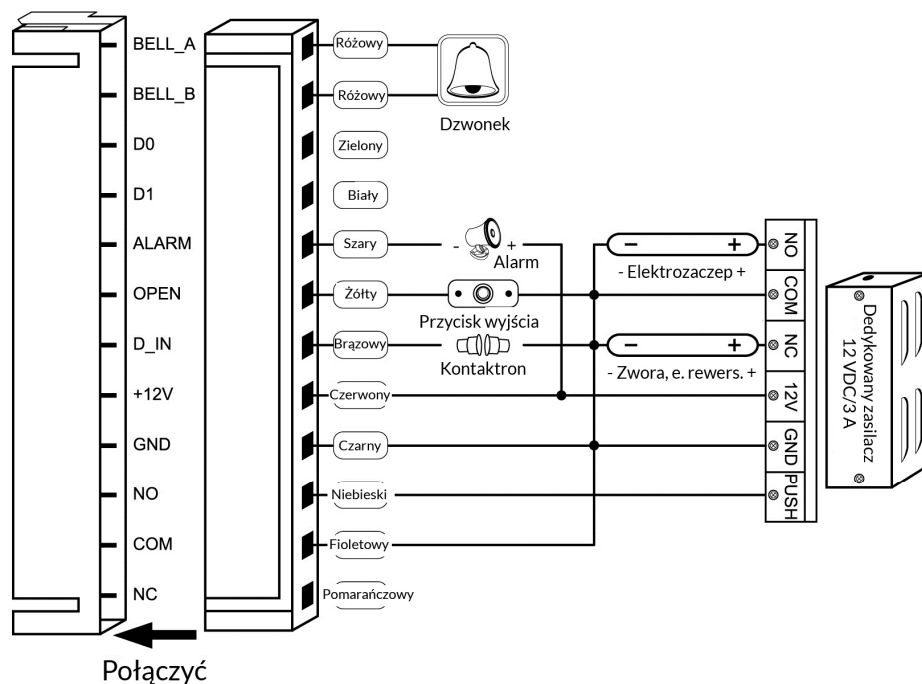 BELL_A
Różowy
BELL_B
Różowy
Dzwonek
D0
Zielony
D1
Biały
ALARM
Szary
- +
Alarm
- +
NO
- Elektrozaczep +
OPEN
Żółty
COM
Przycisk wyjścia
D_IN
Brązowy
- +
NC
Kontaktron
- Zwora, e. rewers. +
+12V
Czerwony
12V
GND
Czarny
GND
NO
Niebieski
PUSH
COM
Fioletowy
NC
Pomarańczowy
Dedykowany zasilacz
12 VDC/3 A
Połączyć